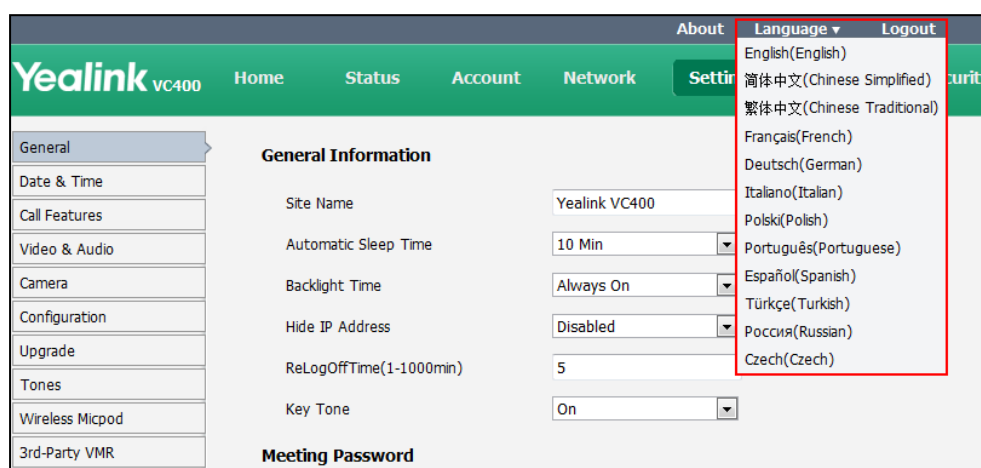 About Language ▾ Logout
Yealink VC400
Home Status Account Network Settin curit
English(English)
简体中文(Chinese Simplified)
繁体中文(Chinese Traditional)
Français(French)
Deutsch(German)
Italiano(Italian)
Polski(Polish)
Português(Portuguese)
Español(Spanish)
Türkçe(Turkish)
Россия(Russian)
Czech(Czech)
General
Date & Time
Call Features
Video & Audio
Camera
Configuration
Upgrade
Tones
Wireless Micpod
3rd-Party VMR
General Information
Site Name Yealink VC400
Automatic Sleep Time 10 Min
Backlight Time Always On
Hide IP Address Disabled
ReLogOffTime(1-1000min) 5
Key Tone On
Meeting Password